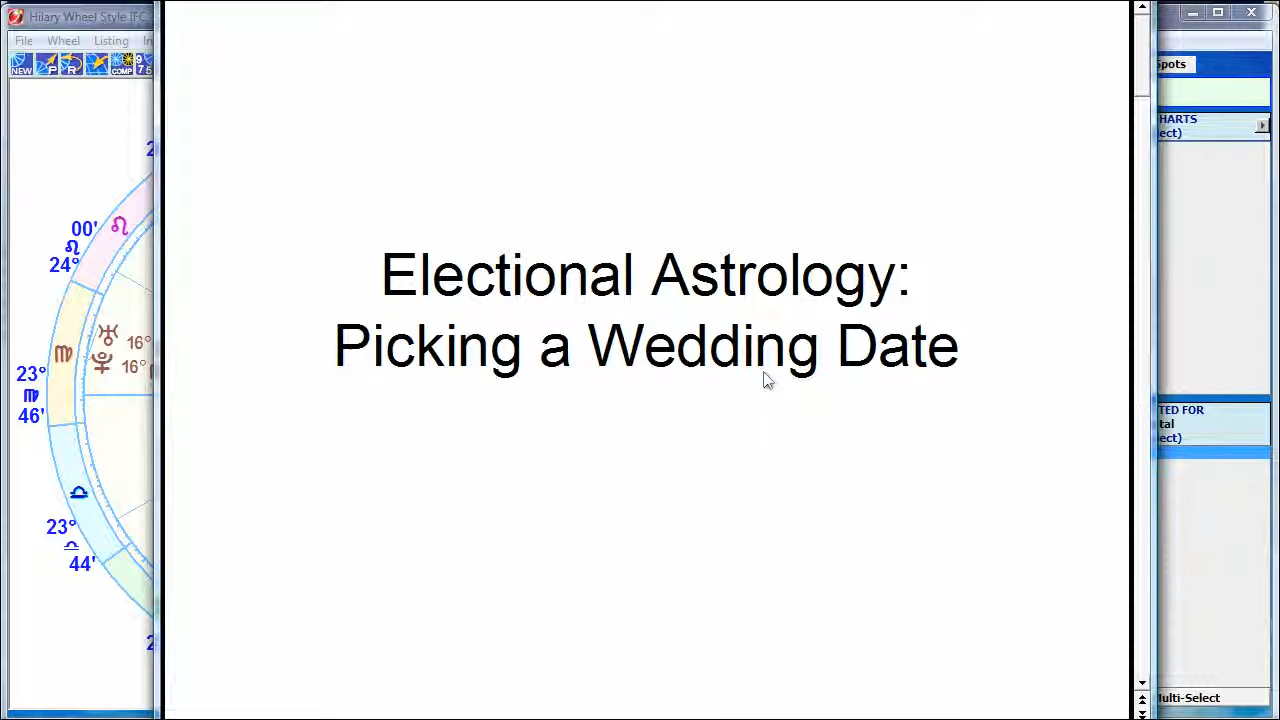 Hilary Wheel Style.IFC
File Wheel Listing
NEW P R COMP
Spots
HARTS
ect)
00'
♌
24°
♌
♅ 16°
♇ 16°
♍
23°
♍
46'
Electional Astrology:
Picking a Wedding Date
TED FOR
tal
ect)
♎
23°
♎
44'
ulti-Select